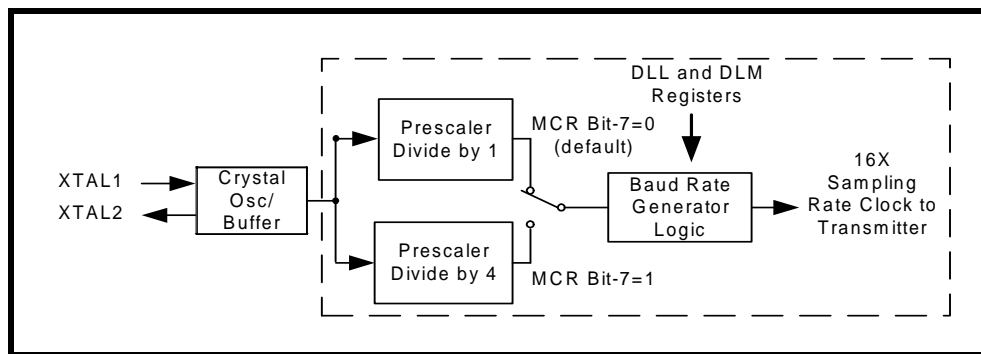 XTAL1
XTAL2
Crystal
Osc/
Buffer
Prescaler
Divide by 1
Prescaler
Divide by 4
MCR Bit-7=0
(default)
MCR Bit-7=1
DLL and DLM
Registers
Baud Rate
Generator
Logic
16X
Sampling
Rate Clock to
Transmitter